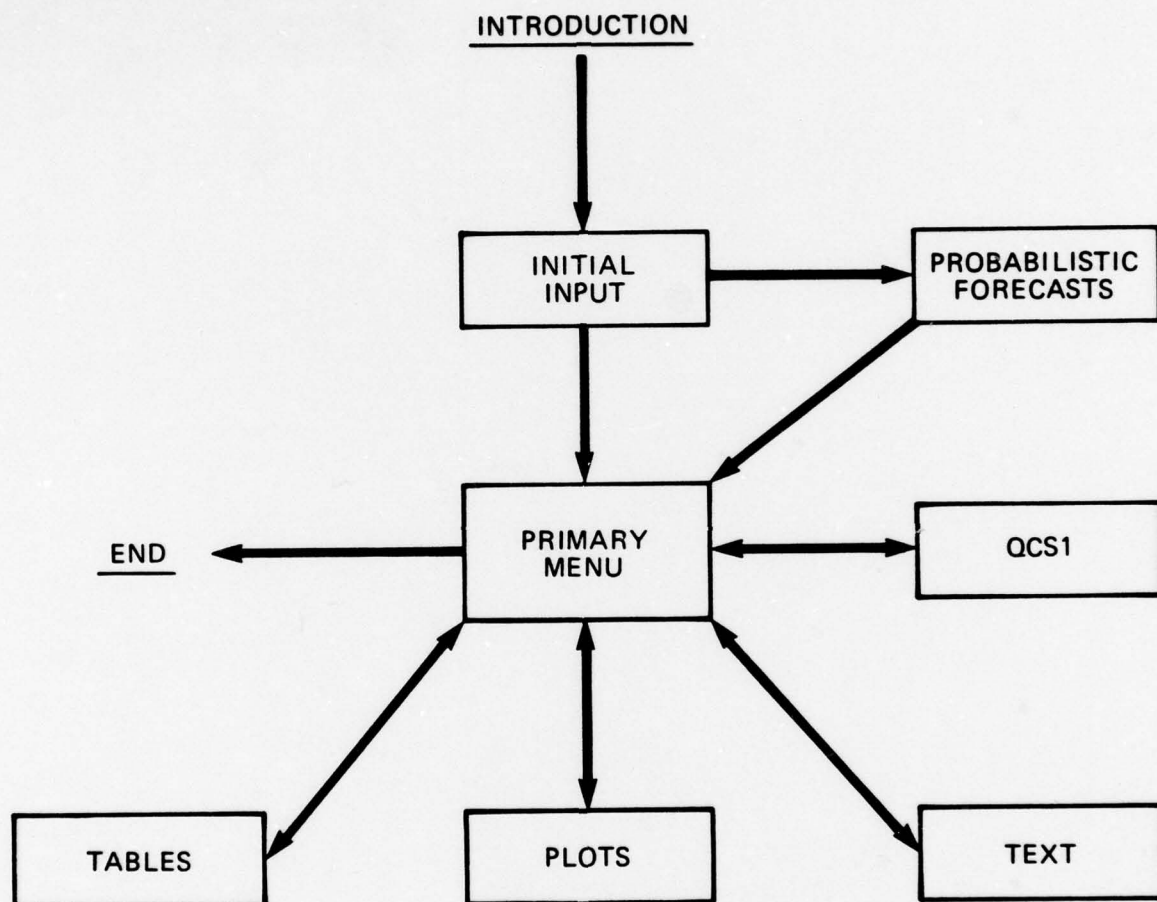 INTRODUCTION
INITIAL
INPUT
PROBABILISTIC
FORECASTS
PRIMARY
MENU
QCS1
END
TABLES
PLOTS
TEXT